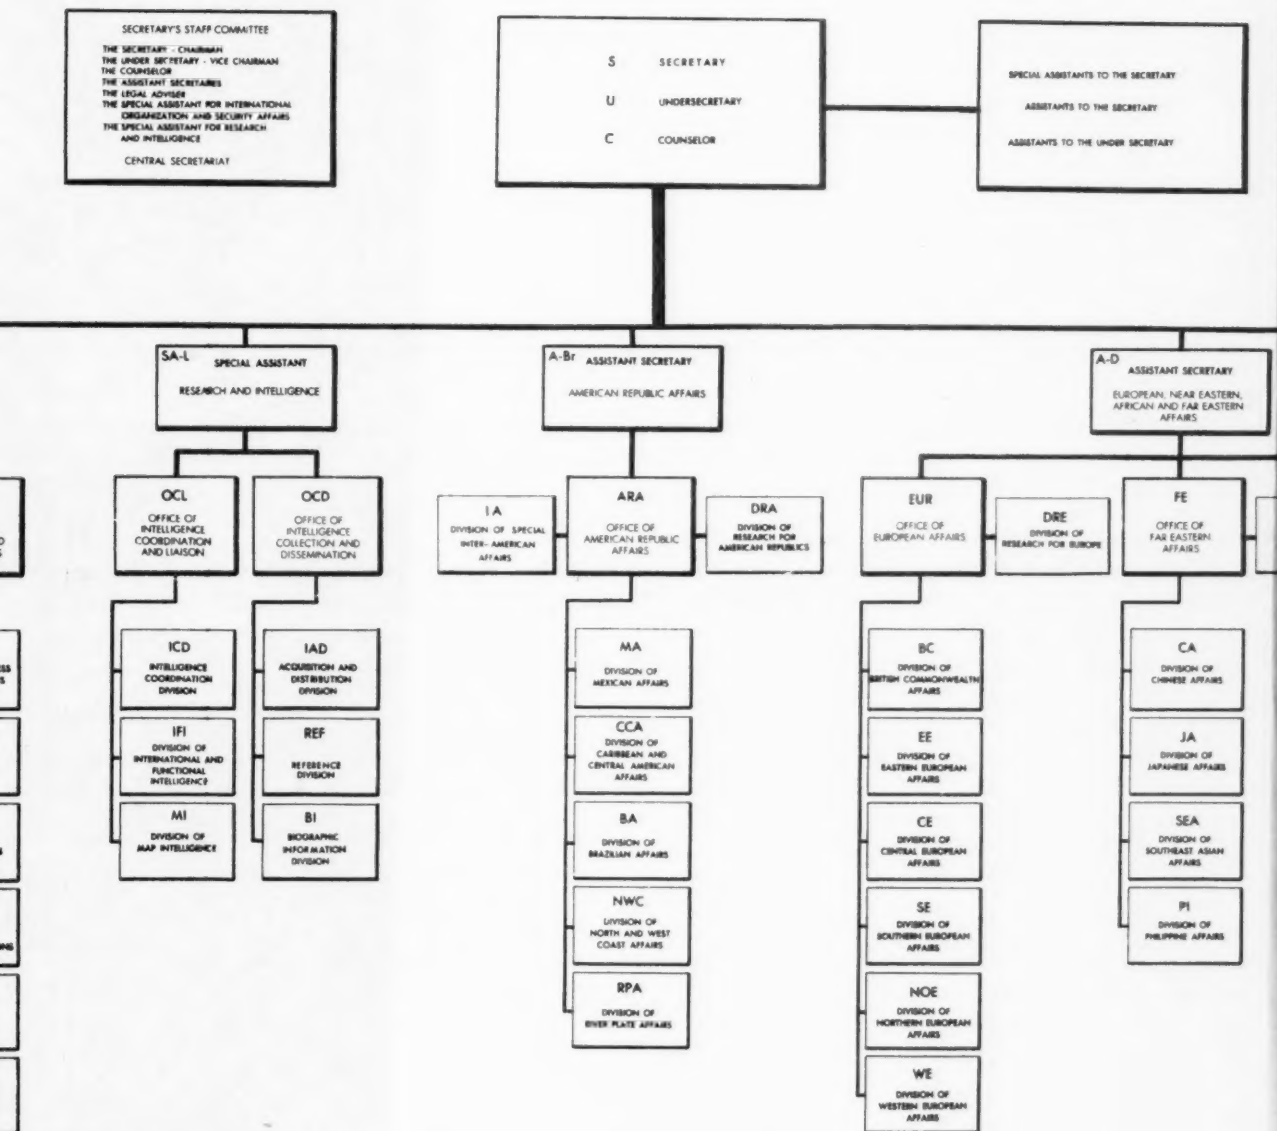 SECRETARY'S STAFF COMMITTEE
THE SECRETARY - CHAIRMAN
THE UNDER SECRETARY - VICE CHAIRMAN
THE COUNSELOR
THE ASSISTANT SECRETARIES
THE LEGAL ADVISER
THE SPECIAL ASSISTANT FOR INTERNATIONAL
ORGANIZATION AND SECURITY AFFAIRS
THE SPECIAL ASSISTANT FOR RESEARCH
AND INTELLIGENCE
CENTRAL SECRETARIAT
S SECRETARY
U UNDERSECRETARY
C COUNSELOR
SPECIAL ASSISTANTS TO THE SECRETARY
ASSISTANTS TO THE SECRETARY
ASSISTANTS TO THE UNDER SECRETARY
SA-L
SPECIAL ASSISTANT
RESEARCH AND INTELLIGENCE
A-Br
ASSISTANT SECRETARY
AMERICAN REPUBLIC AFFAIRS
A-D
ASSISTANT SECRETARY
EUROPEAN, NEAR EASTERN,
AFRICAN AND FAR EASTERN
AFFAIRS
OCL
OFFICE OF
INTELLIGENCE
COORDINATION
AND LIAISON
OCD
OFFICE OF
INTELLIGENCE
COLLECTION AND
DISSEMINATION
IA
DIVISION OF SPECIAL
INTER-AMERICAN
AFFAIRS
ARA
OFFICE OF
AMERICAN REPUBLIC
AFFAIRS
DRA
DIVISION OF
RESEARCH FOR
AMERICAN REPUBLICS
EUR
OFFICE OF
EUROPEAN AFFAIRS
DRE
DIVISION OF
RESEARCH FOR EUROPE
FE
OFFICE OF
FAR EASTERN
AFFAIRS
ICD
INTELLIGENCE
COORDINATION
DIVISION
IFI
DIVISION OF
INTERNATIONAL AND
FUNCTIONAL
INTELLIGENCE
MI
DIVISION OF
MAP INTELLIGENCE
IAD
ACQUISITION AND
DISTRIBUTION
DIVISION
REF
REFERENCE
DIVISION
BI
BIOGRAPHIC
INFORMATION
DIVISION
MA
DIVISION OF
MEXICAN AFFAIRS
CCA
DIVISION OF
CARIBBEAN AND
CENTRAL AMERICAN
AFFAIRS
BA
DIVISION OF
BRAZILIAN AFFAIRS
NWC
DIVISION OF
NORTH AND WEST
COAST AFFAIRS
RPA
DIVISION OF
RIVER PLATE AFFAIRS
BC
DIVISION OF
BRITISH COMMONWEALTH
AFFAIRS
EE
DIVISION OF
EASTERN EUROPEAN
AFFAIRS
CE
DIVISION OF
CENTRAL EUROPEAN
AFFAIRS
SE
DIVISION OF
SOUTHERN EUROPEAN
AFFAIRS
NOE
DIVISION OF
NORTHERN EUROPEAN
AFFAIRS
WE
DIVISION OF
WESTERN EUROPEAN
AFFAIRS
CA
DIVISION OF
CHINESE AFFAIRS
JA
DIVISION OF
JAPANESE AFFAIRS
SEA
DIVISION OF
SOUTHEAST ASIAN
AFFAIRS
PI
DIVISION OF
PHILIPPINE AFFAIRS